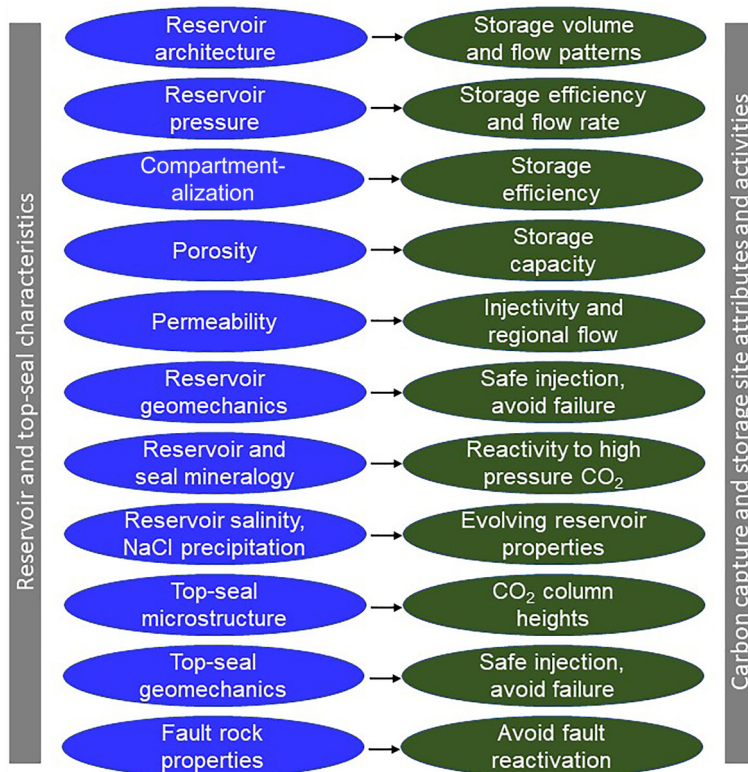 Reservoir and top-seal characteristics
Reservoir
architecture
Storage volume
and flow patterns
Reservoir
pressure
Storage efficiency
and flow rate
Compartment-
alization
Storage
efficiency
Porosity
Storage
capacity
Permeability
Injectivity and
regional flow
Reservoir
geomechanics
Safe injection,
avoid failure
Reservoir and
seal mineralogy
Reactivity to high
pressure CO₂
Reservoir salinity,
NaCl precipitation
Evolving reservoir
properties
Top-seal
microstructure
CO₂ column
heights
Top-seal
geomechanics
Safe injection,
avoid failure
Fault rock
properties
Avoid fault
reactivation
Carbon capture and storage site attributes and activities